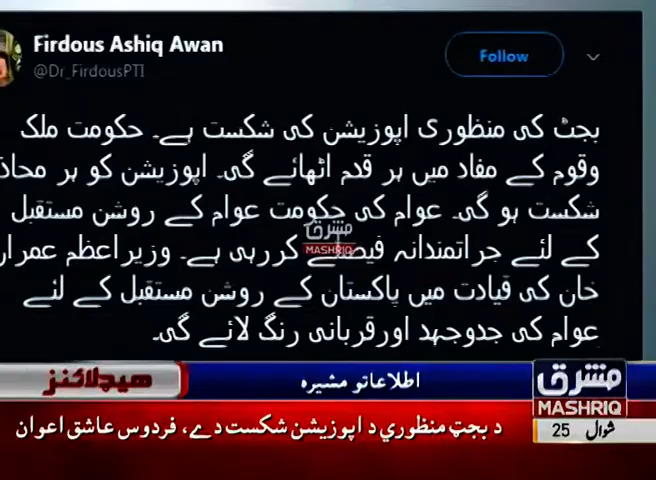 Firdous Ashiq Awan
@Dr_FirdousPTI
Follow
بجٹ کی منظوری اپوزیشن کی شکست ہے۔ حکومت ملک
وقوم کے مفاد میں ہر قدم اٹھائے گی۔ اپوزیشن کو ہر محاذ
شکست ہو گی۔ عوام کی حکومت عوام کے روشن مستقبل
کے لئے جراتمندانہ فیصلے کررہی ہے۔ وزیراعظم عمران
خان کی قیادت میں پاکستان کے روشن مستقبل کے لئے
عوام کی جدوجہد اورقربانی رنگ لائے گی۔
مشرق
MASHRIQ
هیډلاکنز
اطلاعاتو مشیره
مشرق
MASHRIQ
د بجټ منظوري د اپوزیشن شکست دے، فردوس عاشق اعوان
25 شوال